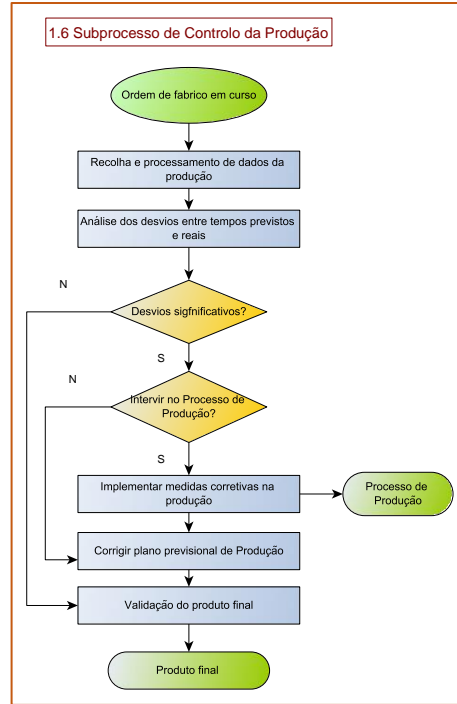 1.6 Subprocesso de Controlo da Produção
Ordem de fabrico em curso
Recolha e processamento de dados da
produção
Análise dos desvios entre tempos previstos
e reais
N
Desvios sigfnificativos?
S
N
Intervir no Processo de
Produção?
S
Implementar medidas corretivas na
produção
Processo de
Produção
Corrigir plano previsional de Produção
Validação do produto final
Produto final